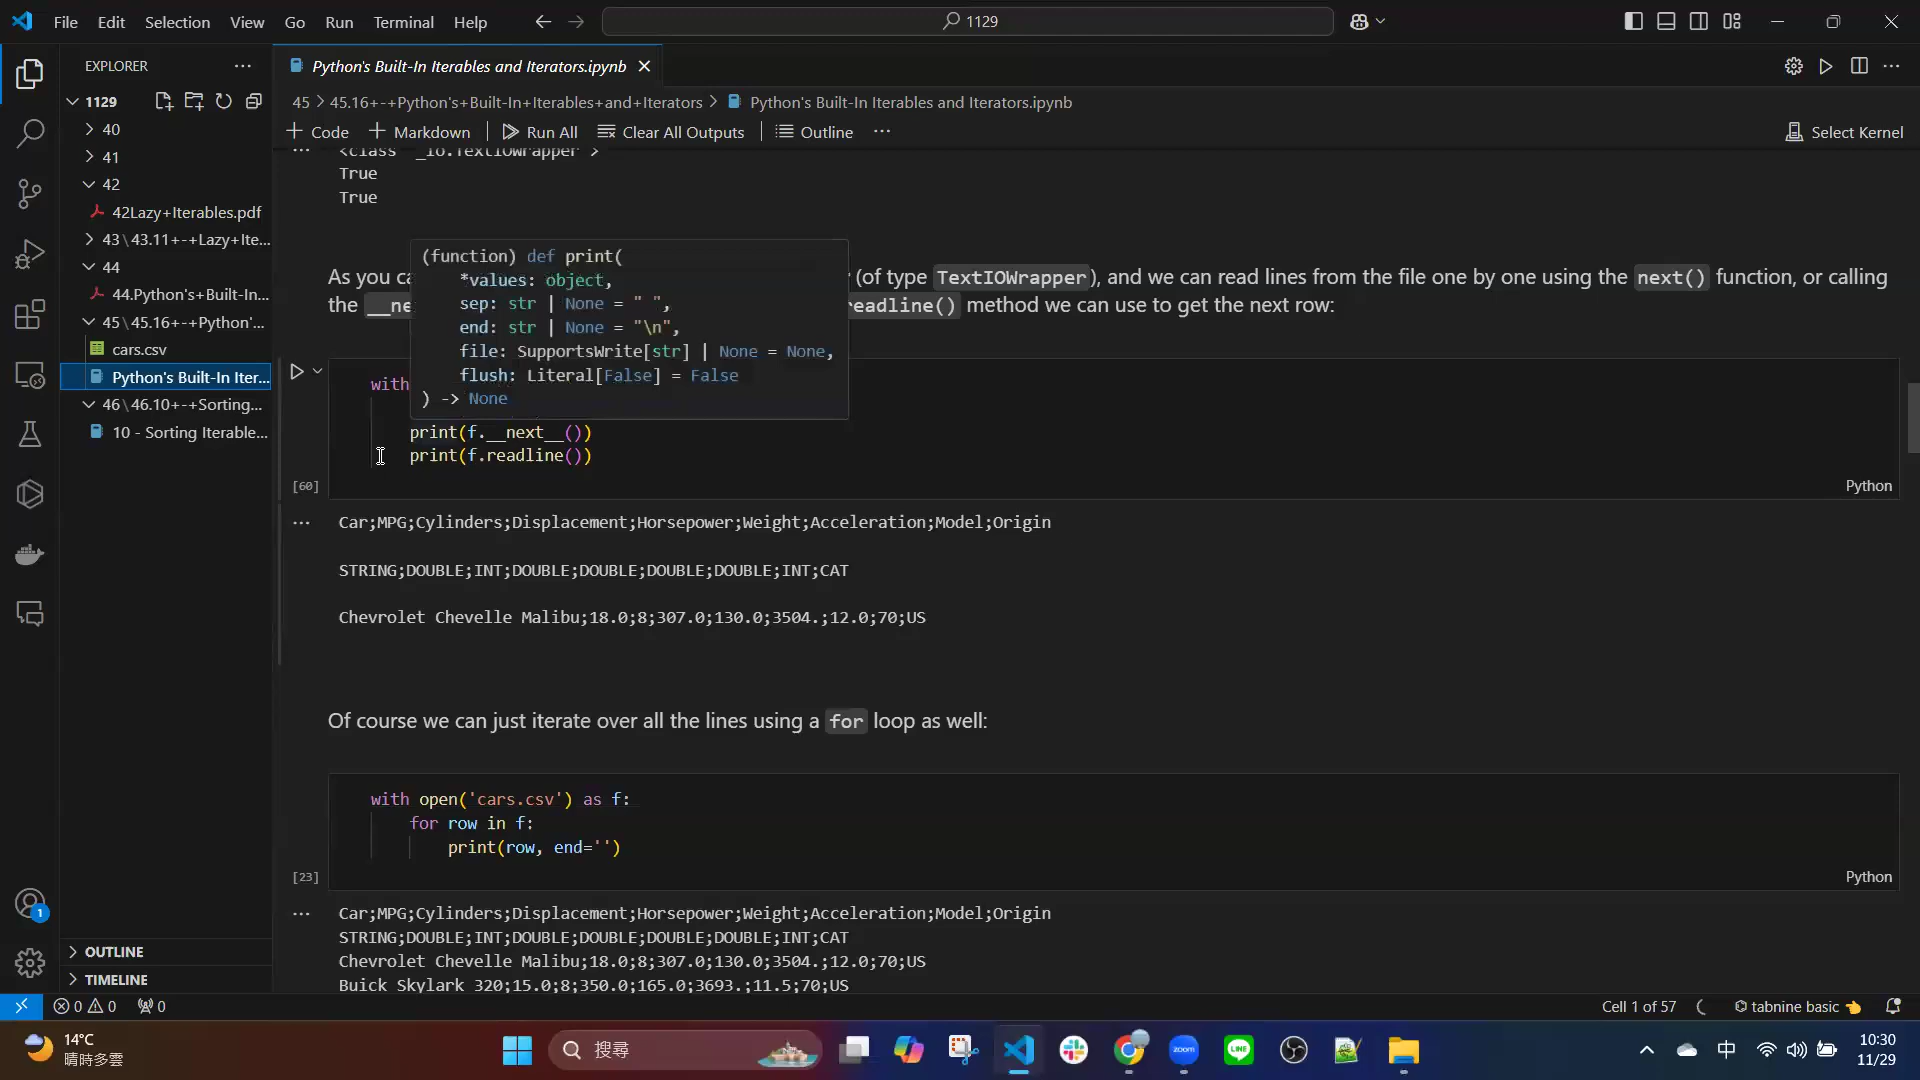 File Edit Selection View Go Run Terminal Help
1129
EXPLORER
Python's Built-In Iterables and Iterators.ipynb
1129
45 > 45.16+-+Python's+Built-In+Iterables+and+Iterators > Python's Built-In Iterables and Iterators.ipynb
+ Code + Markdown Run All Clear All Outputs Outline ...
Select Kernel
40
41
42
42Lazy+Iterables.pdf
43\43.11+-+Lazy+Ite...
44
44.Python's+Built-In...
45\45.16+-+Python'...
cars.csv
Python's Built-In Iter...
46\46.10+-+Sorting...
10 - Sorting Iterable...
OUTLINE
TIMELINE
<class '_io.TextIOWrapper'>
True
True
(function) def print(
*values: object,
sep: str | None = " ",
end: str | None = "\n",
file: SupportsWrite[str] | None = None,
flush: Literal[False] = False
) -> None
As you ca
(of type TextIOWrapper), and we can read lines from the file one by one using the next() function, or calling
the __ne
eadline() method we can use to get the next row:
with
print(f.__next__())
print(f.readline())
[60]
Python
Car;MPG;Cylinders;Displacement;Horsepower;Weight;Acceleration;Model;Origin
STRING;DOUBLE;INT;DOUBLE;DOUBLE;DOUBLE;DOUBLE;INT;CAT
Chevrolet Chevelle Malibu;18.0;8;307.0;130.0;3504.;12.0;70;US
Of course we can just iterate over all the lines using a for loop as well:
with open('cars.csv') as f:
for row in f:
print(row, end='')
[23]
Python
Car;MPG;Cylinders;Displacement;Horsepower;Weight;Acceleration;Model;Origin
STRING;DOUBLE;INT;DOUBLE;DOUBLE;DOUBLE;DOUBLE;INT;CAT
Chevrolet Chevelle Malibu;18.0;8;307.0;130.0;3504.;12.0;70;US
Buick Skylark 320;15.0;8;350.0;165.0;3693.;11.5;70;US
1
0 0 0
Cell 1 of 57
tabnine basic 👈
14°C
晴時多雲
搜尋
zoom
LINE
中
10:30
11/29